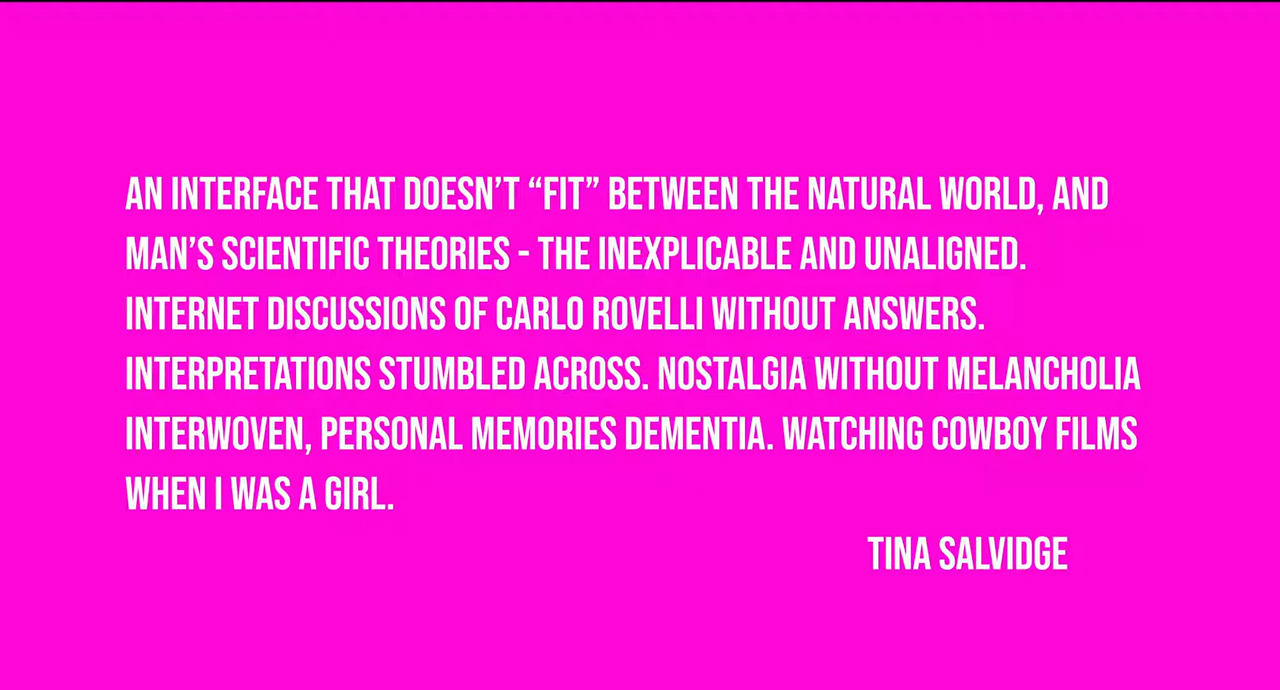 AN INTERFACE THAT DOESN’T “FIT” BETWEEN THE NATURAL WORLD, AND
MAN’S SCIENTIFIC THEORIES - THE INEXPLICABLE AND UNALIGNED.
INTERNET DISCUSSIONS OF CARLO ROVELLI WITHOUT ANSWERS.
INTERPRETATIONS STUMBLED ACROSS. NOSTALGIA WITHOUT MELANCHOLIA
INTERWOVEN, PERSONAL MEMORIES DEMENTIA. WATCHING COWBOY FILMS
WHEN I WAS A GIRL.
TINA SALVIDGE